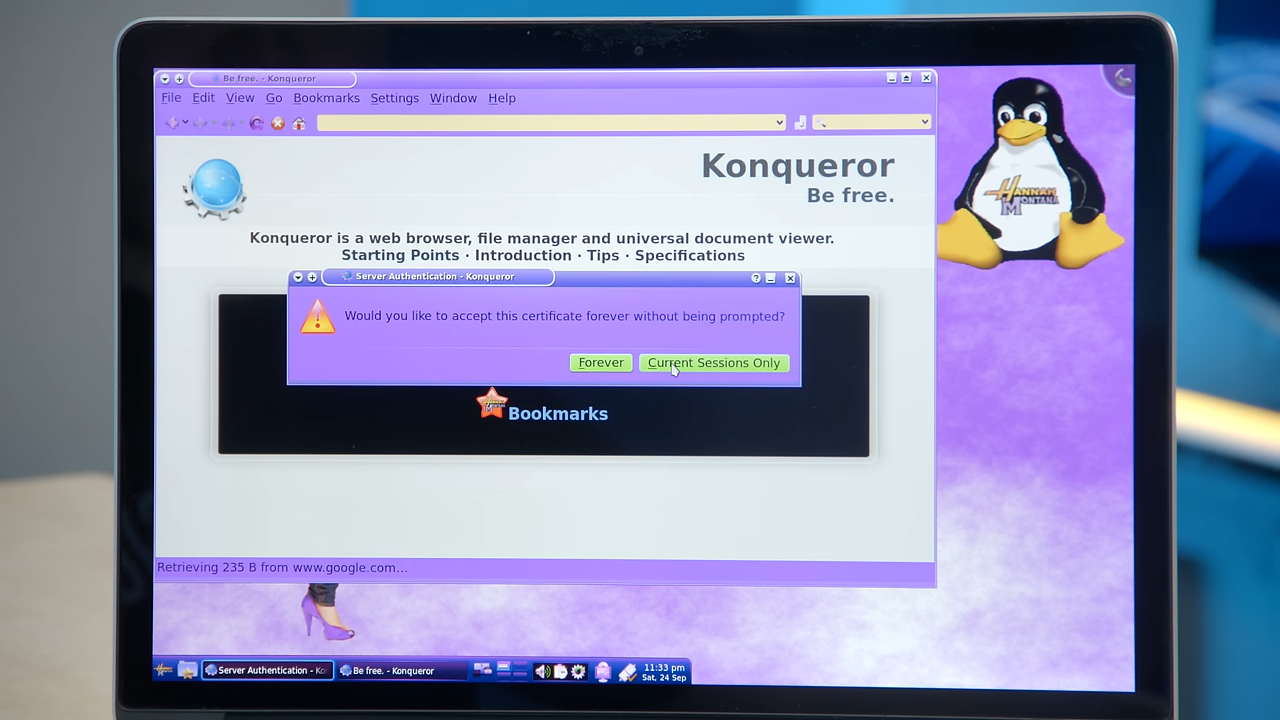 Be free. - Konqueror
File Edit View Go Bookmarks Settings Window Help
Konqueror
Be free.
HANNAH
MONTANA
Konqueror is a web browser, file manager and universal document viewer.
Starting Points · Introduction · Tips · Specifications
Server Authentication - Konqueror
Would you like to accept this certificate forever without being prompted?
Forever Current Sessions Only
Bookmarks
Retrieving 235 B from www.google.com...
Server Authentication - Ko
Be free. - Konqueror
11:33 pm
Sat, 24 Sep